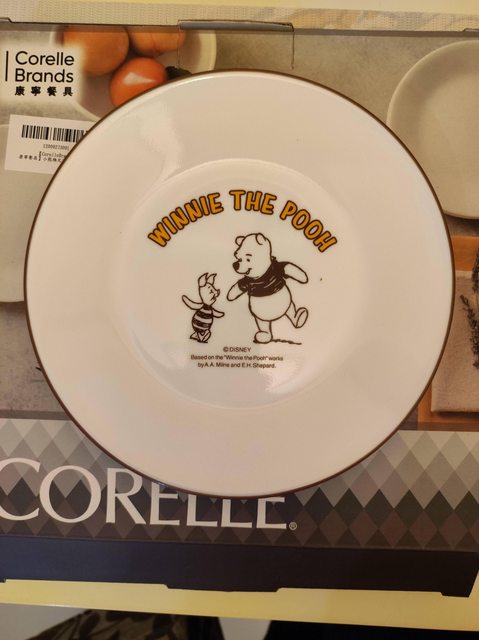 Corelle
Brands
康寧餐具
WINNIE THE POOH
©DISNEY
Based on the "Winnie the Pooh" works
by A.A. Milne and E.H. Shepard.
CORELLE®